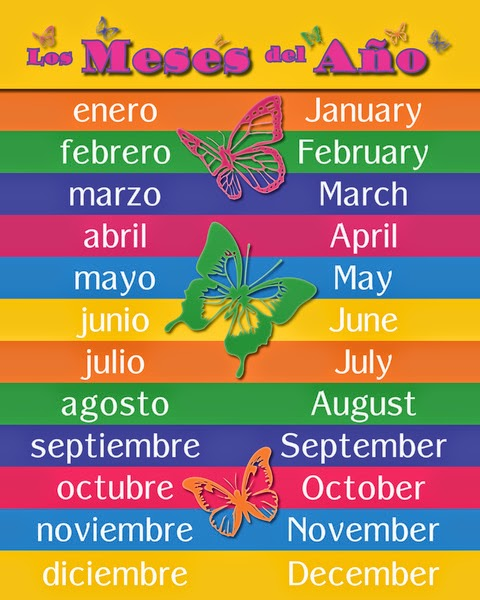 Los Meses del Año
enero January
febrero February
marzo March
abril April
mayo May
junio June
julio July
agosto August
septiembre September
octubre October
noviembre November
diciembre December